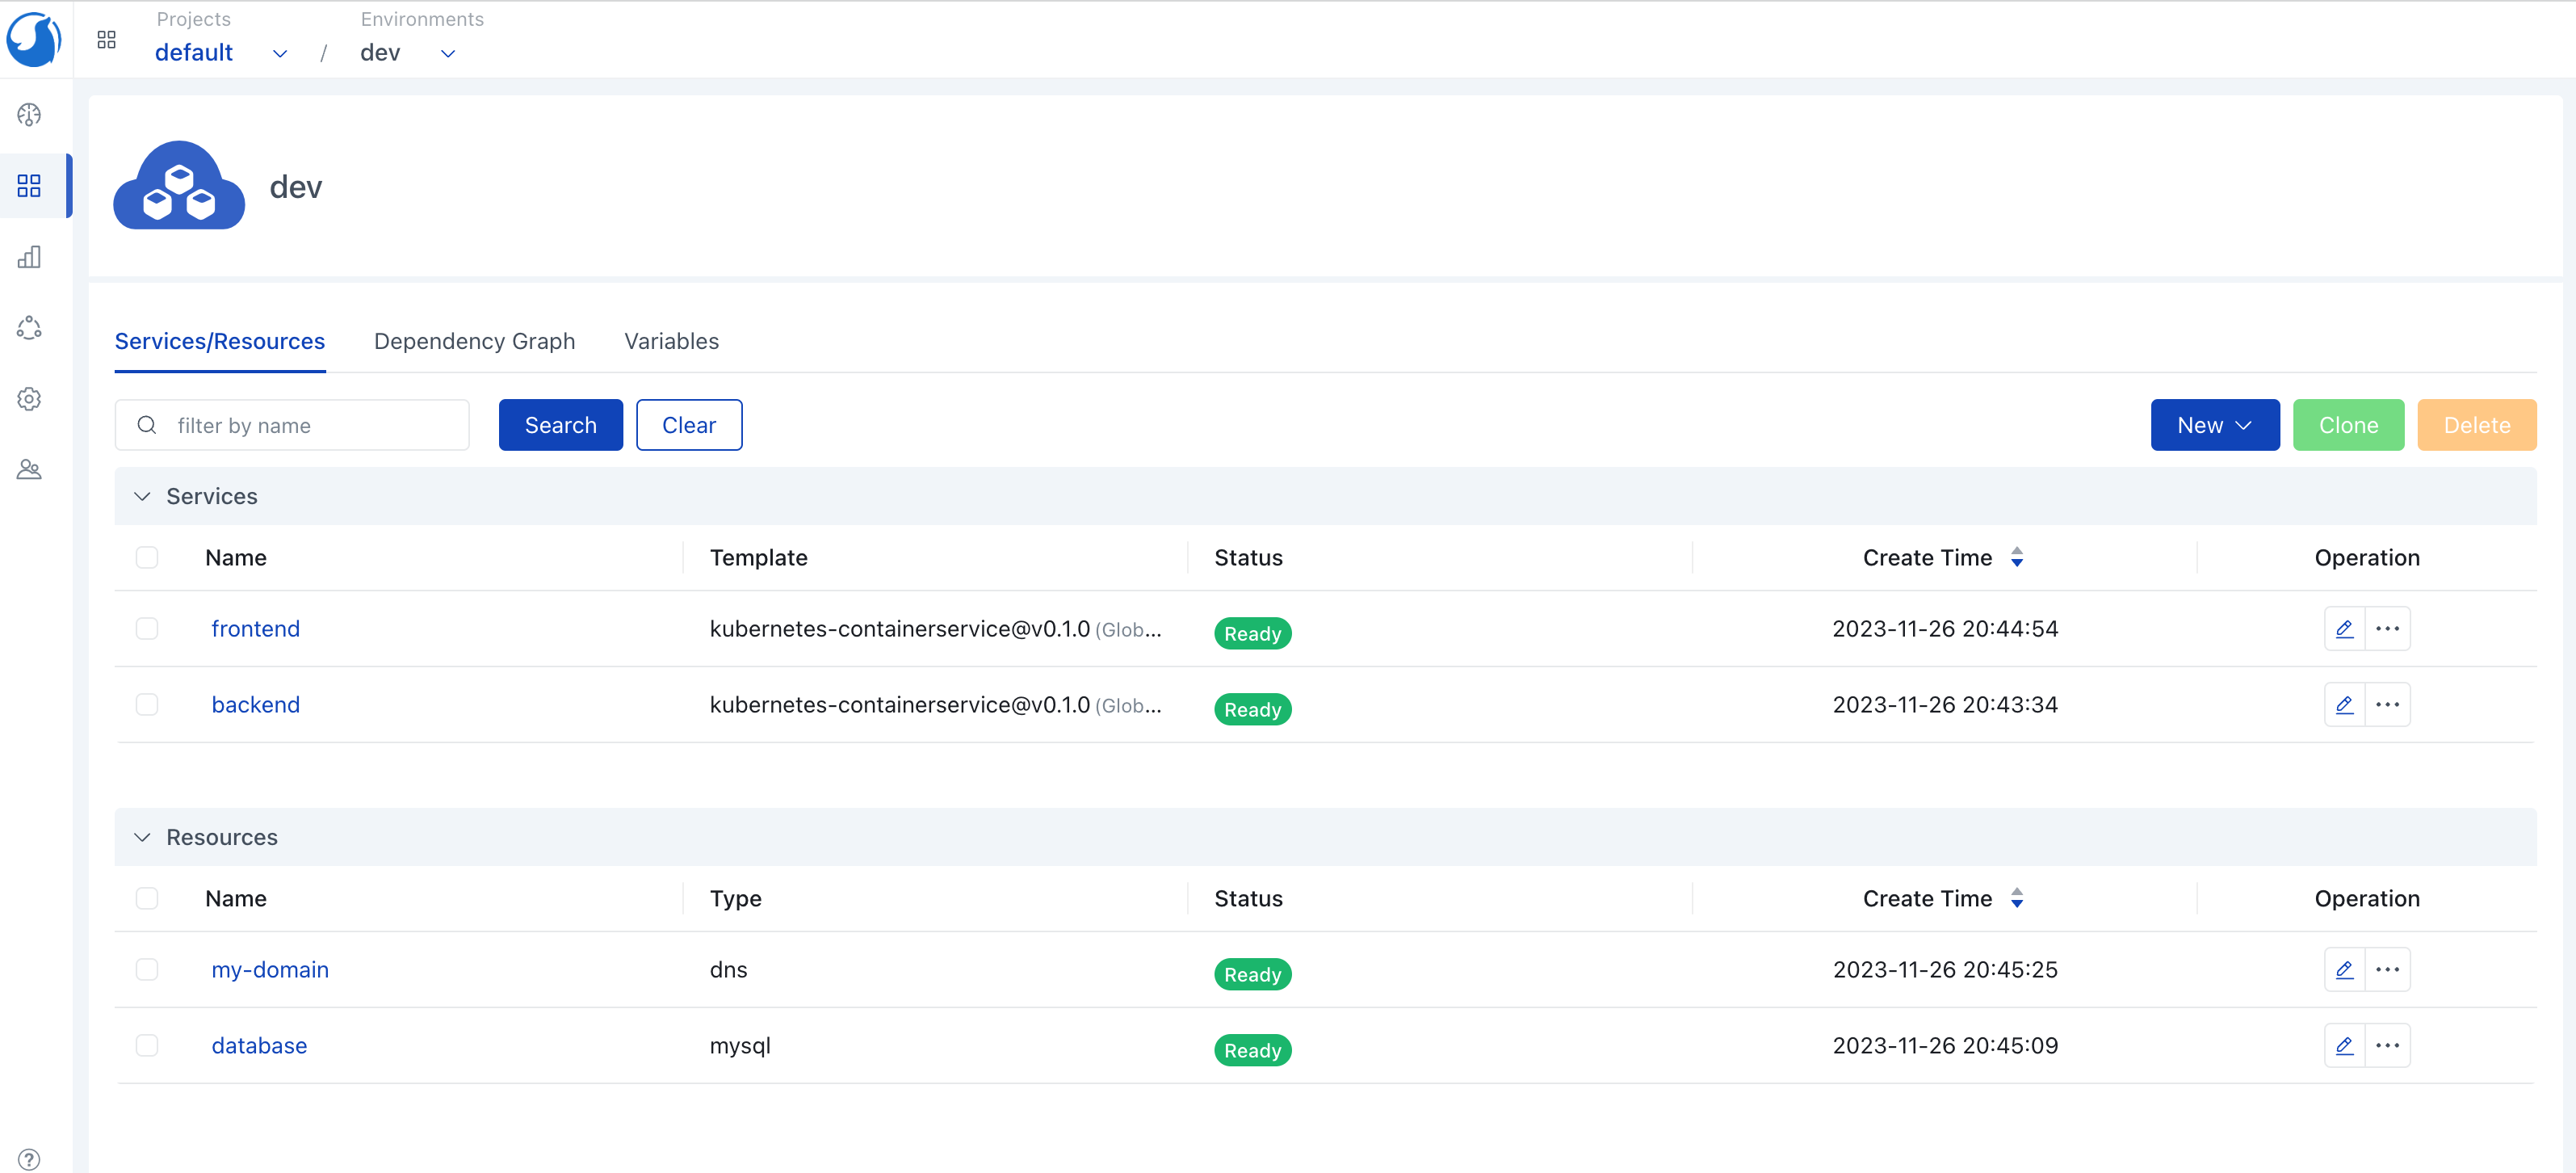 Projects Environments
default / dev
dev
Services/Resources Dependency Graph Variables
filter by name Search Clear New Clone Delete
Services
Name Template Status Create Time Operation
frontend kubernetes-containerservice@v0.1.0 (Glob... Ready 2023-11-26 20:44:54
backend kubernetes-containerservice@v0.1.0 (Glob... Ready 2023-11-26 20:43:34
Resources
Name Type Status Create Time Operation
my-domain dns Ready 2023-11-26 20:45:25
database mysql Ready 2023-11-26 20:45:09